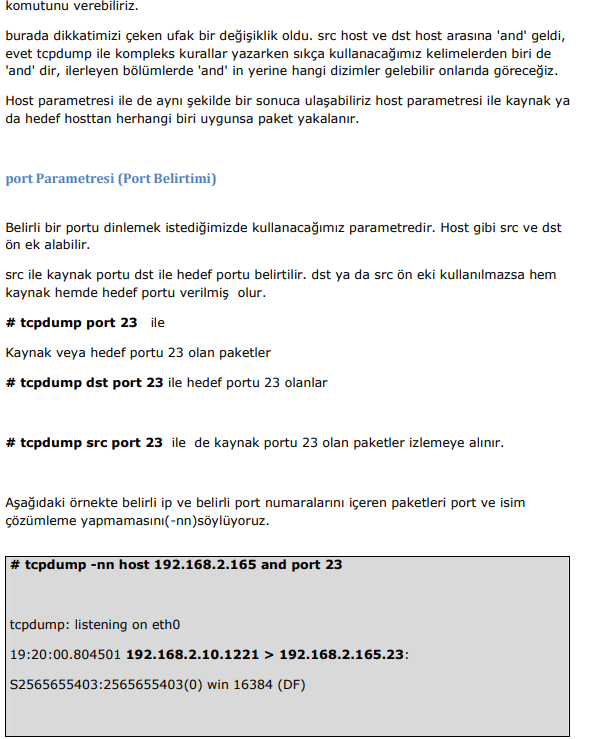 komutunu verebiliriz.
burada dikkatimizi çeken ufak bir değişiklik oldu. src host ve dst host arasına 'and' geldi,
evet tcpdump ile kompleks kurallar yazarken sıkça kullanacağımız kelimelerden biri de
'and' dir, ilerleyen bölümlerde 'and' in yerine hangi dizimler gelebilir onlarıda göreceğiz.
Host parametresi ile de aynı şekilde bir sonuca ulaşabiliriz host parametresi ile kaynak ya
da hedef hosttan herhangi biri uygunsa paket yakalanır.
port Parametresi (Port Belirtimi)
Belirli bir portu dinlemek istediğimizde kullanacağımız parametredir. Host gibi src ve dst
ön ek alabilir.
src ile kaynak portu dst ile hedef portu belirtilir. dst ya da src ön eki kullanılmazsa hem
kaynak hemde hedef portu verilmiş  olur.
# tcpdump port 23   ile
Kaynak veya hedef portu 23 olan paketler
# tcpdump dst port 23 ile hedef portu 23 olanlar
# tcpdump src port 23  ile  de kaynak portu 23 olan paketler izlemeye alınır.
Aşağıdaki örnekte belirli ip ve belirli port numaralarını içeren paketleri port ve isim
çözümleme yapmamasını(-nn)söylüyoruz.
# tcpdump -nn host 192.168.2.165 and port 23
tcpdump: listening on eth0
19:20:00.804501 192.168.2.10.1221 > 192.168.2.165.23:
S2565655403:2565655403(0) win 16384 (DF)